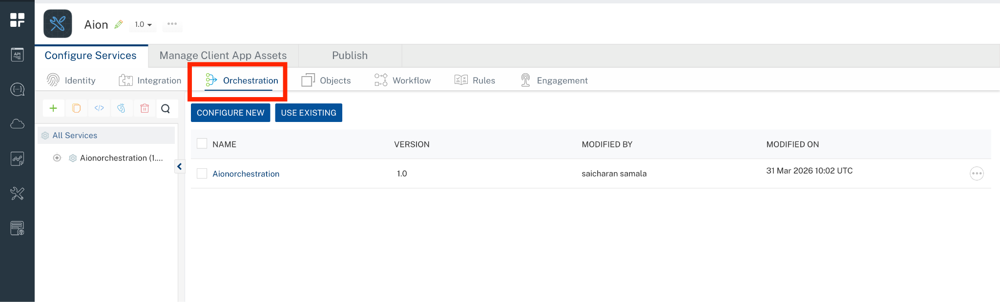 Aion
1.0
Configure Services
Manage Client App Assets
Publish
API
Identity
Integration
Orchestration
Objects
Workflow
Rules
Engagement
CONFIGURE NEW
USE EXISTING
All Services
Aionorchestration (1....
NAME
VERSION
MODIFIED BY
MODIFIED ON
Aionorchestration
1.0
saicharan samala
31 Mar 2026 10:02 UTC